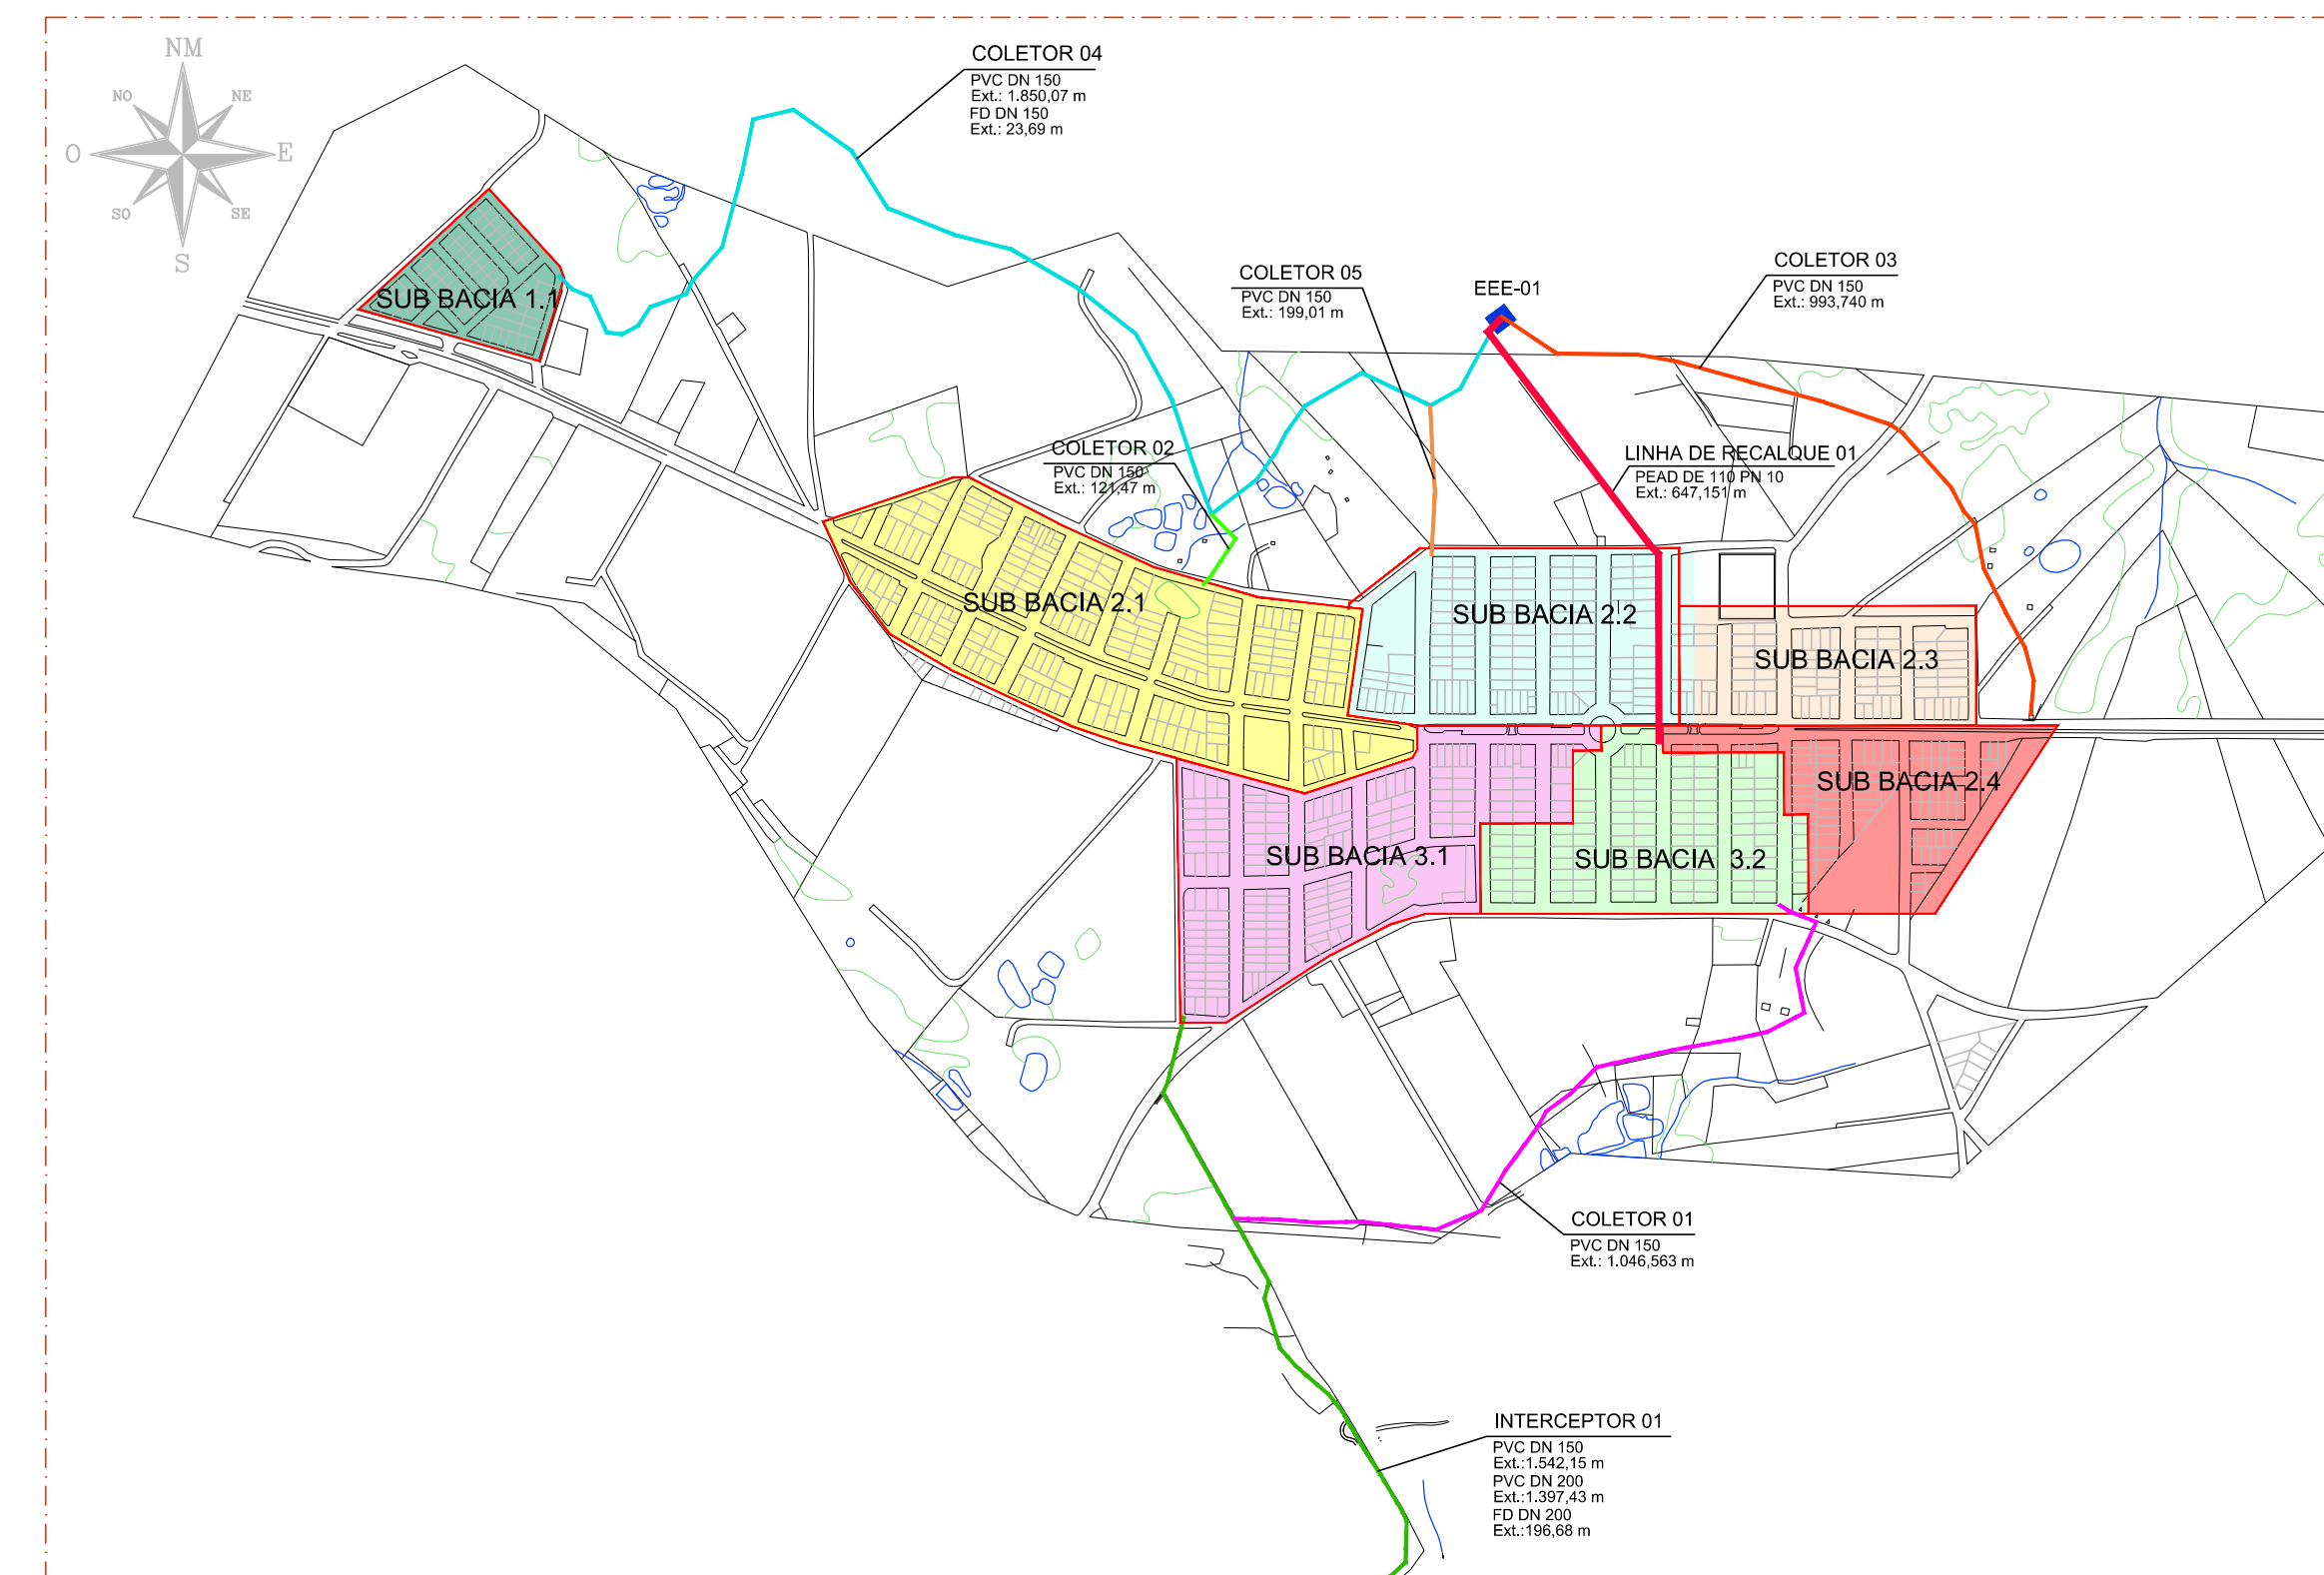 NM
NO
NE
O
E
SO
SE
S
COLETOR 04
PVC DN 150
Ext.: 1.850,07 m
FD DN 150
Ext.: 23,69 m
COLETOR 05
PVC DN 150
Ext.: 199,01 m
EEE-01
COLETOR 03
PVC DN 150
Ext.: 993,740 m
SUB BACIA 1.1
COLETOR 02
PVC DN 150
Ext.: 121,47 m
LINHA DE RECALQUE 01
PEAD DE 110 PN 10
Ext.: 647,151 m
SUB BACIA 2.1
SUB BACIA 2.2
SUB BACIA 2.3
SUB BACIA 2.4
SUB BACIA 3.1
SUB BACIA 3.2
COLETOR 01
PVC DN 150
Ext.: 1.046,563 m
INTERCEPTOR 01
PVC DN 150
Ext.:1.542,15 m
PVC DN 200
Ext.:1.397,43 m
FD DN 200
Ext.:196,68 m